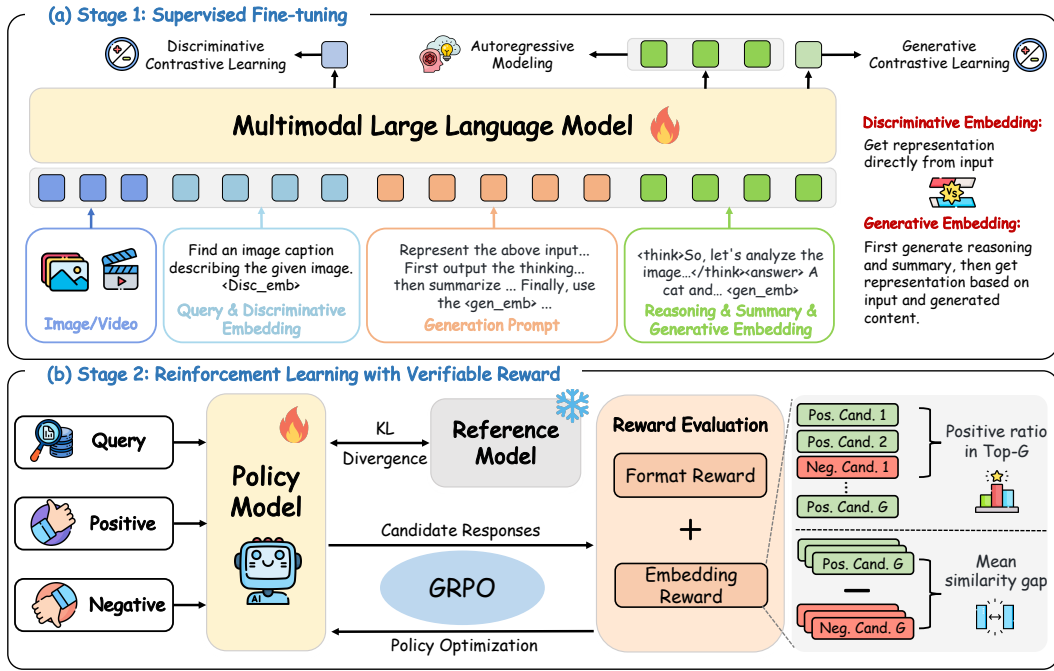 (a) Stage 1: Supervised Fine-tuning
Discriminative
Contrastive Learning
Autoregressive
Modeling
Generative
Contrastive Learning
Multimodal Large Language Model
Discriminative Embedding:
Get representation
directly from input
VS
Generative Embedding:
First generate reasoning
and summary, then get
representation based on
input and generated
content.
Image/Video
Find an image caption
describing the given image.
<Disc_emb>
Query & Discriminative
Embedding
Represent the above input...
First output the thinking...
then summarize ... Finally, use
the <gen_emb> ...
Generation Prompt
<think>So, let's analyze the
image...</think><answer> A
cat and... <gen_emb>
Reasoning & Summary &
Generative Embedding
(b) Stage 2: Reinforcement Learning with Verifiable Reward
Query
Positive
Negative
Policy
Model
AI
KL
Divergence
Reference
Model
Candidate Responses
GRPO
Policy Optimization
Reward Evaluation
Format Reward
+
Embedding
Reward
Pos. Cand. 1
Pos. Cand. 2
Neg. Cand. 1
Pos. Cand. G
Positive ratio
in Top-G
Pos. Cand. G
Neg. Cand. G
Mean
similarity gap